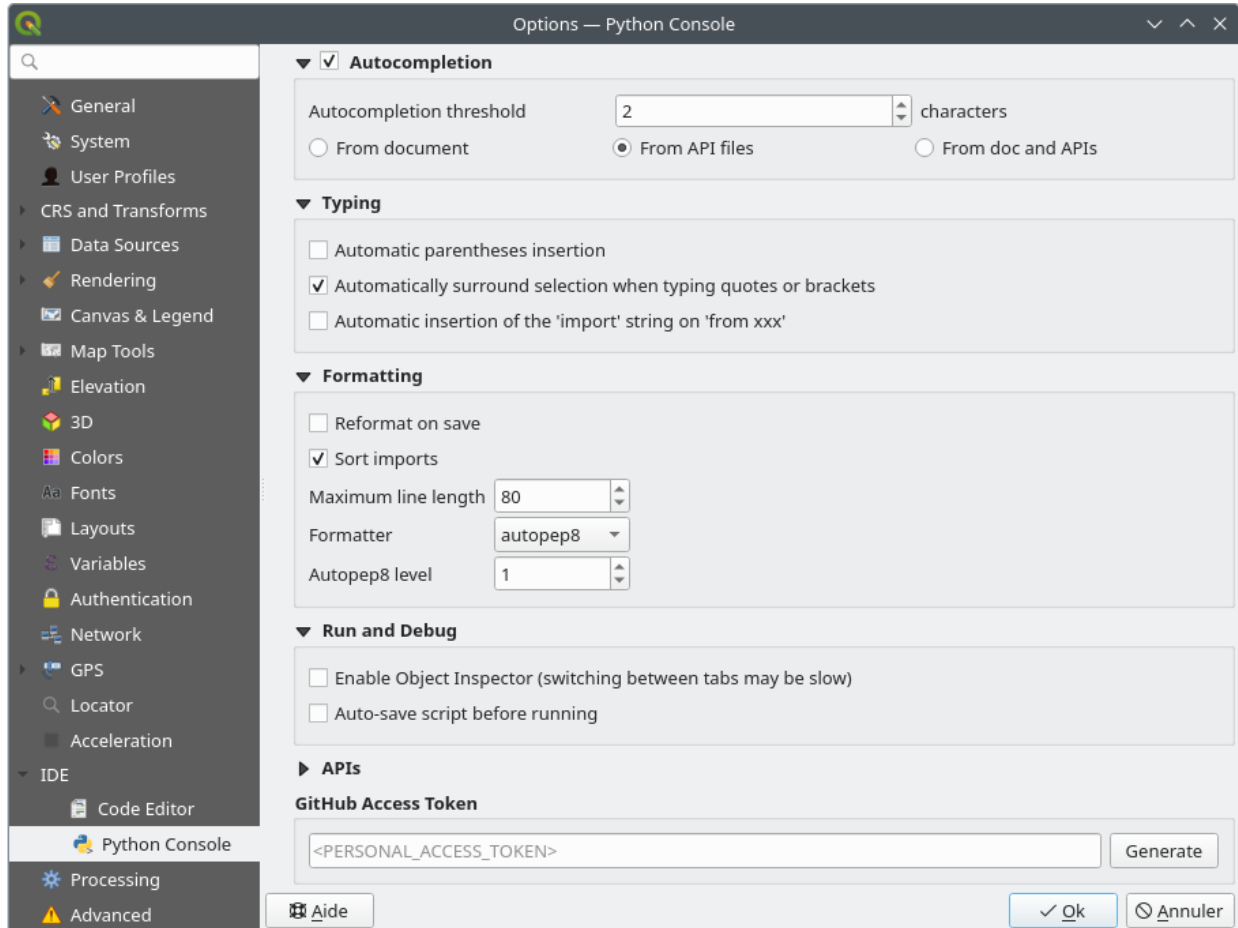 Options — Python Console
General
System
User Profiles
CRS and Transforms
Data Sources
Rendering
Canvas & Legend
Map Tools
Elevation
3D
Colors
Fonts
Layouts
Variables
Authentication
Network
GPS
Locator
Acceleration
IDE
Code Editor
Python Console
Processing
Advanced
Autocompletion
Autocompletion threshold 2 characters
From document From API files From doc and APIs
Typing
Automatic parentheses insertion
Automatically surround selection when typing quotes or brackets
Automatic insertion of the 'import' string on 'from xxx'
Formatting
Reformat on save
Sort imports
Maximum line length 80
Formatter autopep8
Autopep8 level 1
Run and Debug
Enable Object Inspector (switching between tabs may be slow)
Auto-save script before running
APIs
GitHub Access Token
<PERSONAL_ACCESS_TOKEN> Generate
Aide Ok Annuler